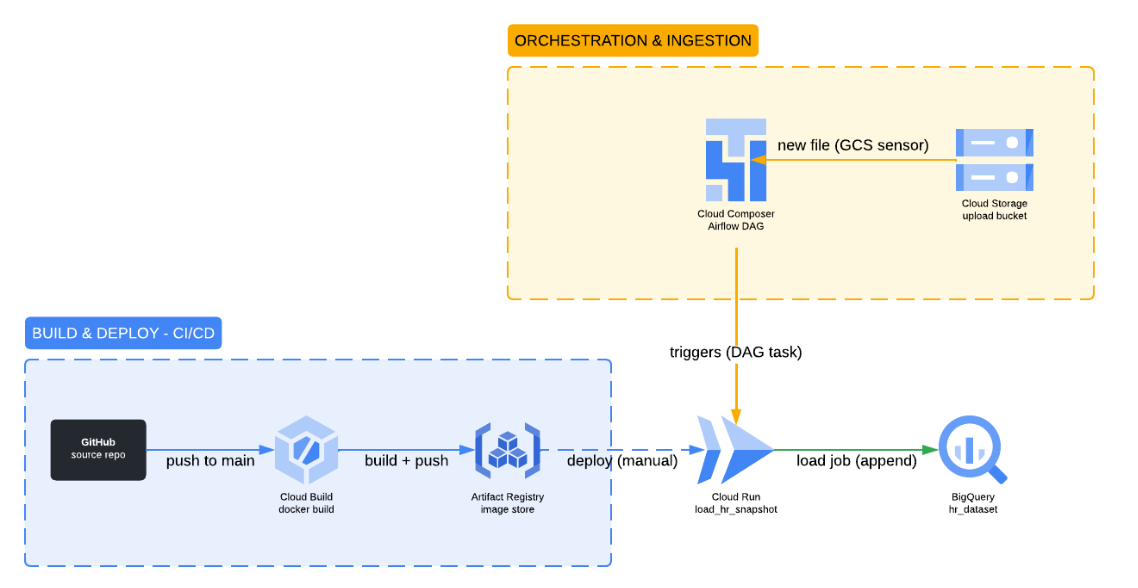 ORCHESTRATION & INGESTION
new file (GCS sensor)
Cloud Composer
Airflow DAG
Cloud Storage
upload bucket
triggers (DAG task)
BUILD & DEPLOY - CI/CD
GitHub
source repo
push to main
Cloud Build
docker build
build + push
Artifact Registry
image store
deploy (manual)
Cloud Run
load_hr_snapshot
load job (append)
BigQuery
hr_dataset